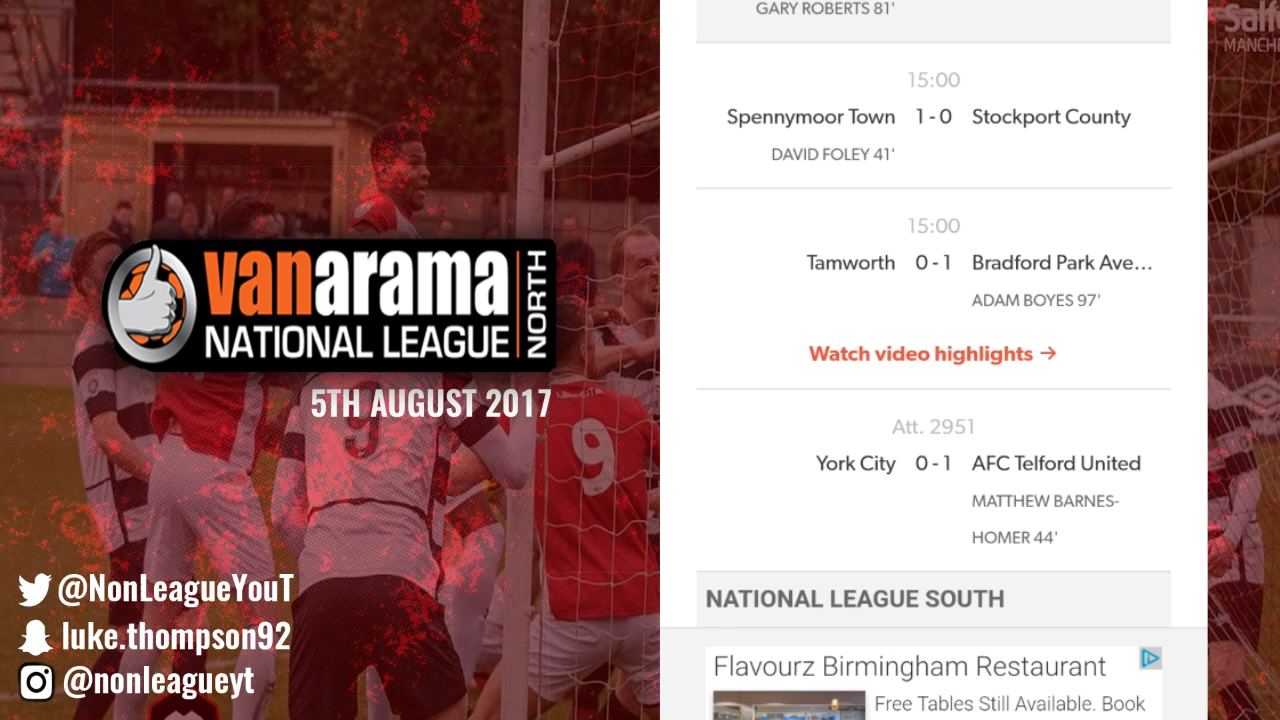 vanarama
NATIONAL LEAGUE
NORTH
5TH AUGUST 2017
9
9
@NonLeagueYouT
luke.thompson92
@nonleagueyt
GARY ROBERTS 81'
15:00
Spennymoor Town 1 - 0 Stockport County
DAVID FOLEY 41'
15:00
Tamworth 0 - 1 Bradford Park Ave...
ADAM BOYES 97'
Watch video highlights →
Att. 2951
York City 0 - 1 AFC Telford United
MATTHEW BARNES-
HOMER 44'
NATIONAL LEAGUE SOUTH
Flavourz Birmingham Restaurant
Free Tables Still Available. Book